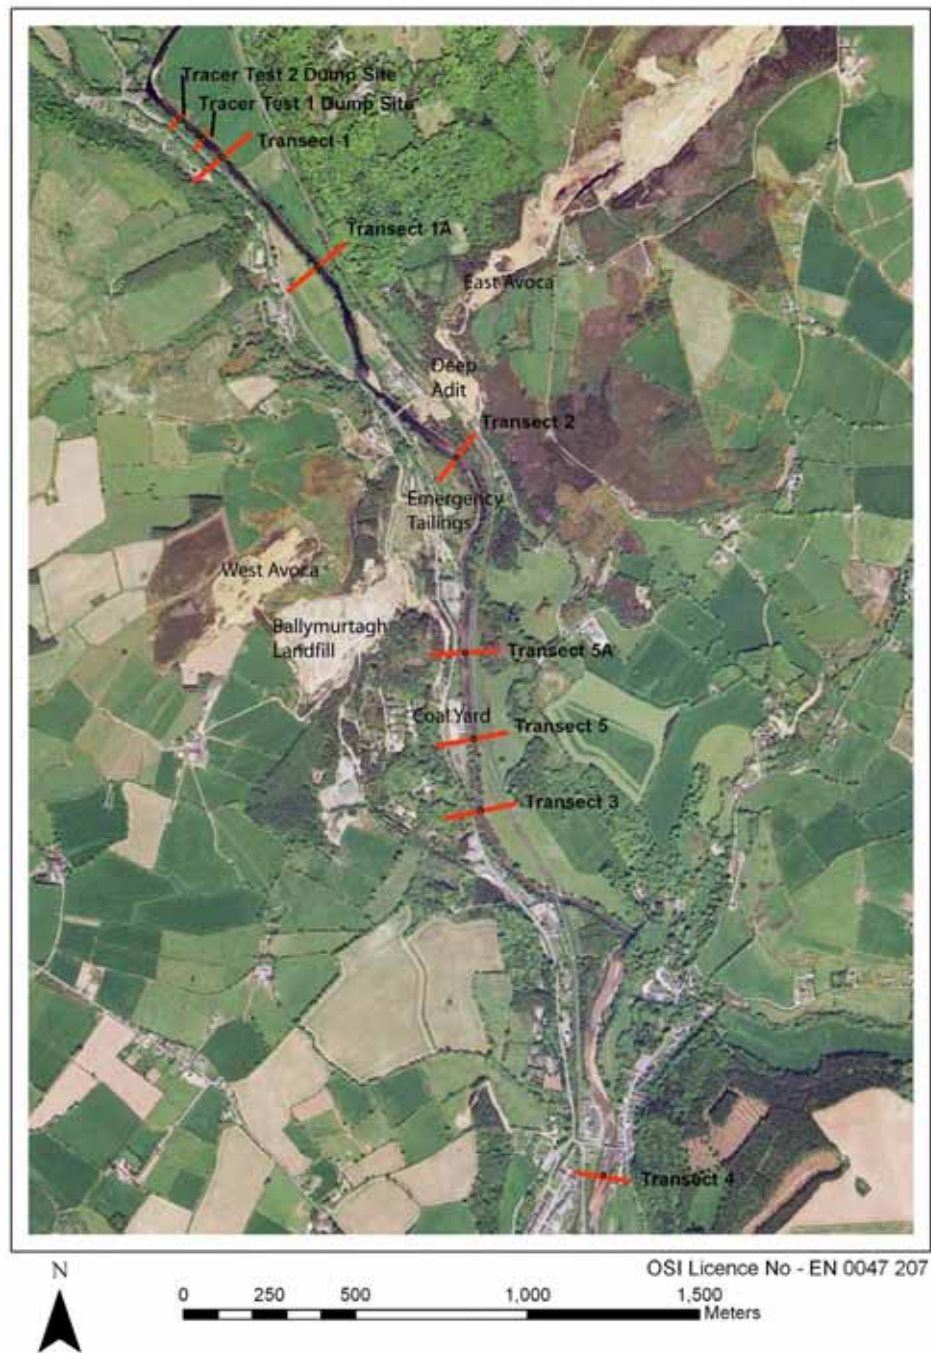 Tracer Test 2 Dump Site
Tracer Test 1 Dump Site
Transect 1
Transect 1A
East Avoca
Deep
Adit
Transect 2
Emergency
Tailings
West Avoca
Ballymurtagh
Landfill
Transect 5A
Coal Yard
Transect 5
Transect 3
Transect 4
OSI Licence No - EN 0047 207
N
0 250 500 1,000 1,500
Meters